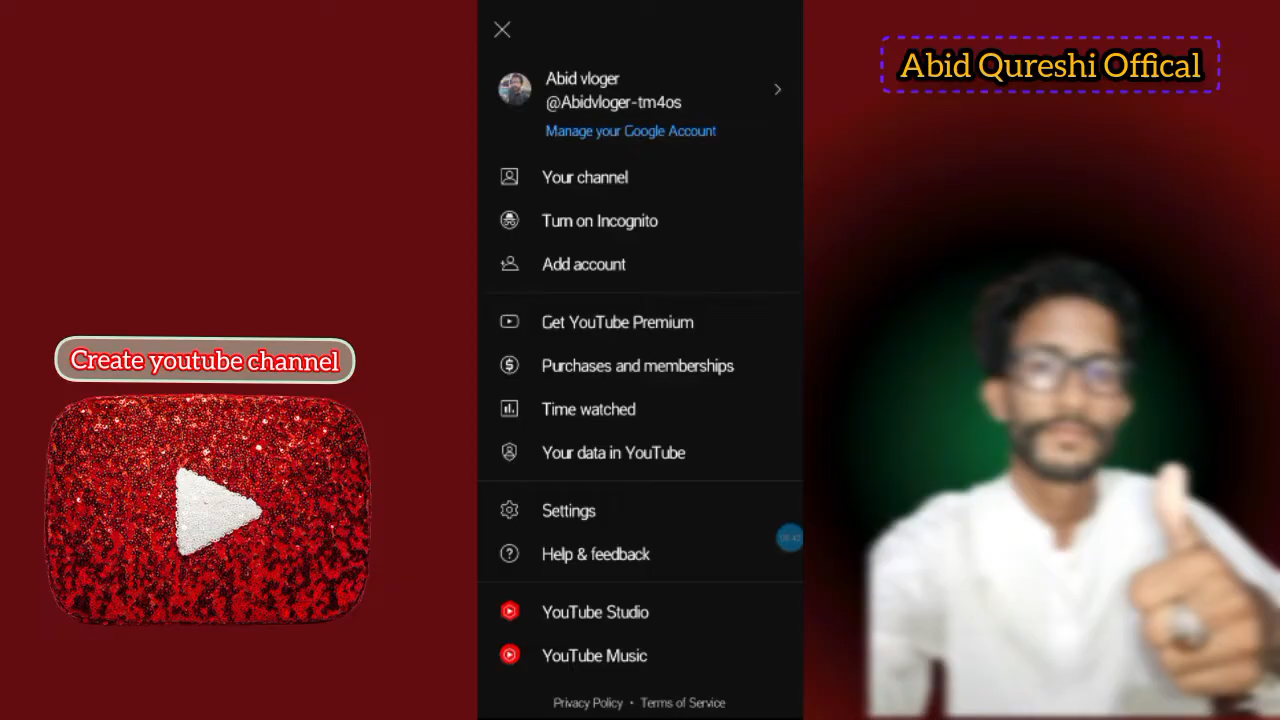 Abid Qureshi Offical
Create youtube channel
Abid vloger
@Abidvloger-tm4os
Manage your Google Account
Your channel
Turn on Incognito
Add account
Get YouTube Premium
Purchases and memberships
Time watched
Your data in YouTube
Settings
Help & feedback
YouTube Studio
YouTube Music
Privacy Policy • Terms of Service